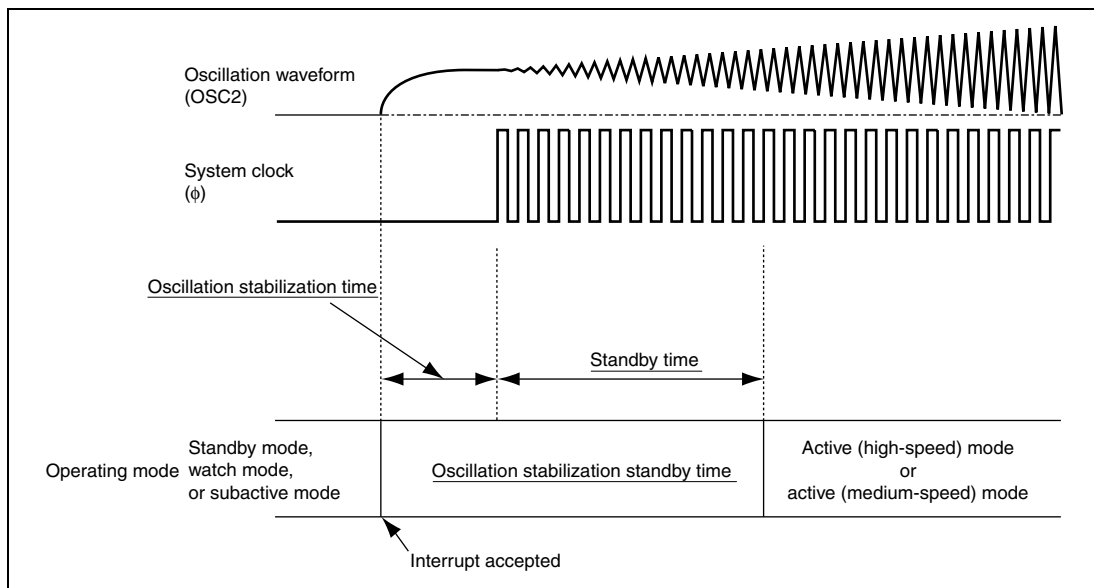 Oscillation waveform
(OSC2)
System clock
(ϕ)
Oscillation stabilization time
Standby time
Operating mode
Standby mode,
watch mode,
or subactive mode
Oscillation stabilization standby time
Active (high-speed) mode
or
active (medium-speed) mode
Interrupt accepted